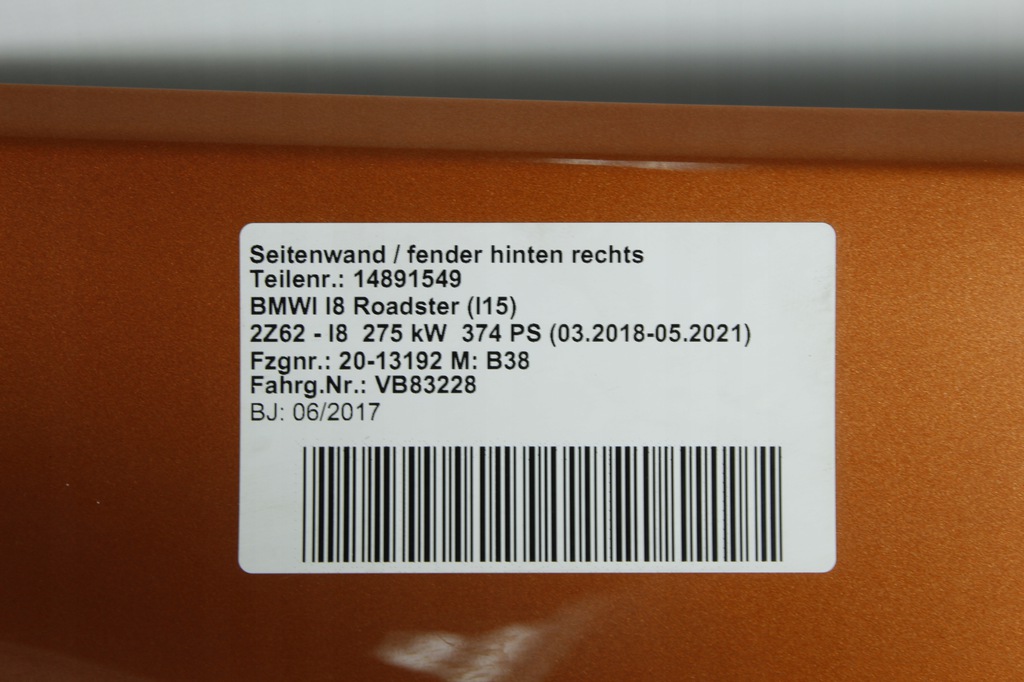 Seitenwand / fender hinten rechts
Teilenr.: 14891549
BMWI I8 Roadster (I15)
2Z62 - I8  275 kW  374 PS (03.2018-05.2021)
Fzgnr.: 20-13192 M: B38
Fahrg.Nr.: VB83228
BJ: 06/2017